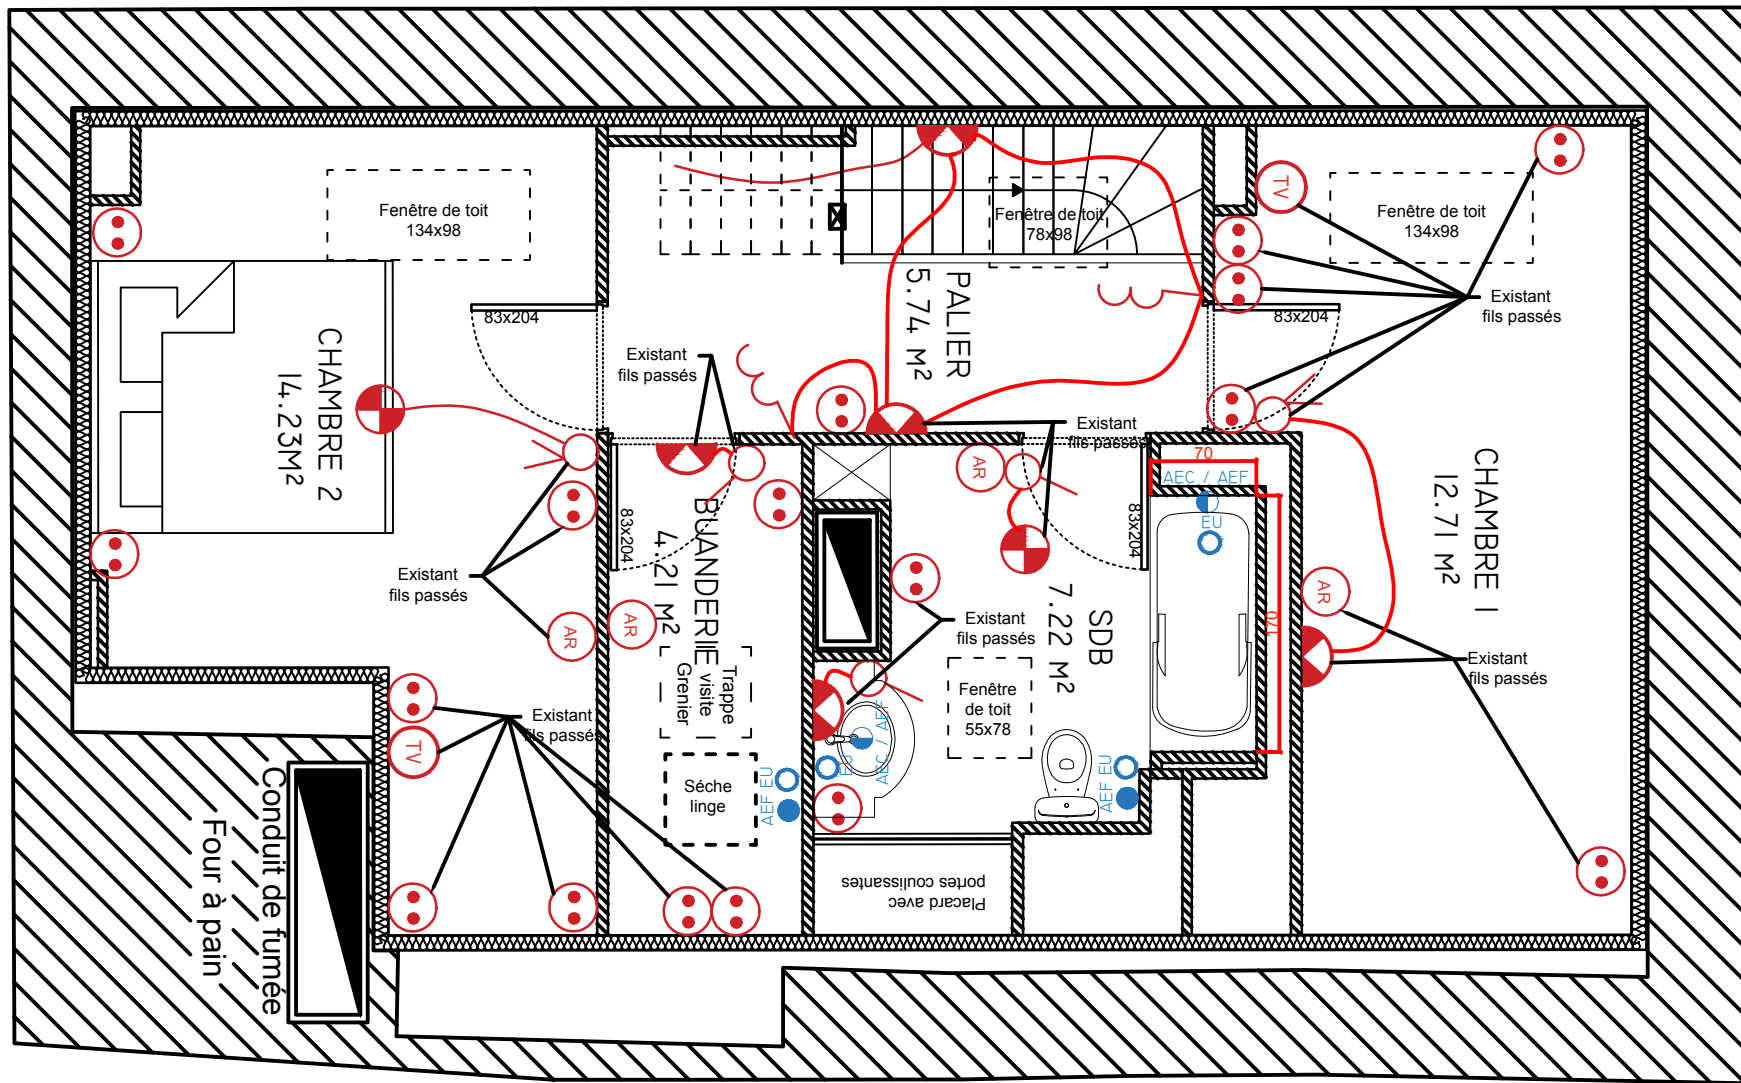 Fenêtre de toit
134x98
Fenêtre de toit
78x98
TV
Fenêtre de toit
134x98
Existant
fils passés
83x204
83x204
PALIER
5.74 M²
CHAMBRE 2
14.23M²
Existant
fils passés
Existant
fils passés
CHAMBRE 1
12.71 M²
AR
70
AEC / AEF
EU
83x204
83x204
BUANDERIE
4.21 M²
SDB
7.22 M²
170
AR
Existant
fils passés
AR
AR
Existant
fils passés
Existant
fils passés
Trappe
visite
Grenier
Fenêtre
de toit
55x78
TV
Existant
fils passés
Séche
linge
AEF EU
EU
AEC / AEF
AEF EU
Placard avec
portes coulissantes
Conduit de fumée
Four à pain